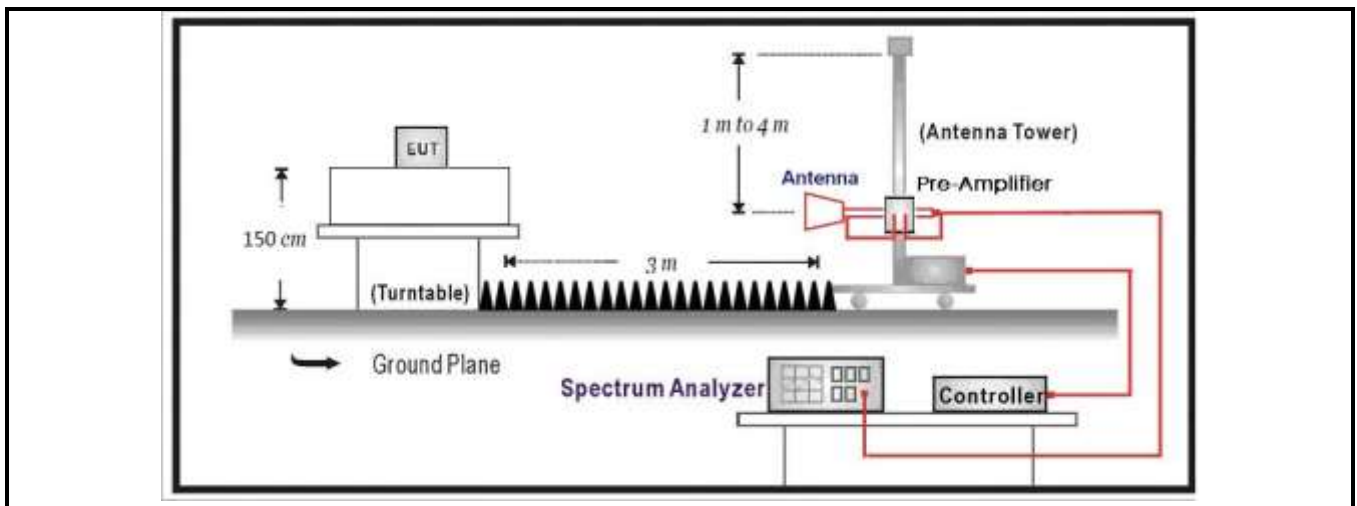 1 m to 4 m
(Antenna Tower)
EUT
Antenna
Pre-Amplifier
150 cm
3 m
(Turntable)
Ground Plane
Spectrum Analyzer
Controller